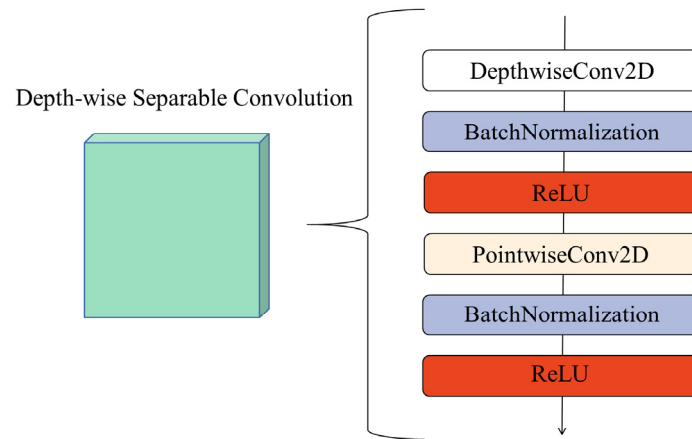 Depth-wise Separable Convolution
DepthwiseConv2D
BatchNormalization
ReLU
PointwiseConv2D
BatchNormalization
ReLU